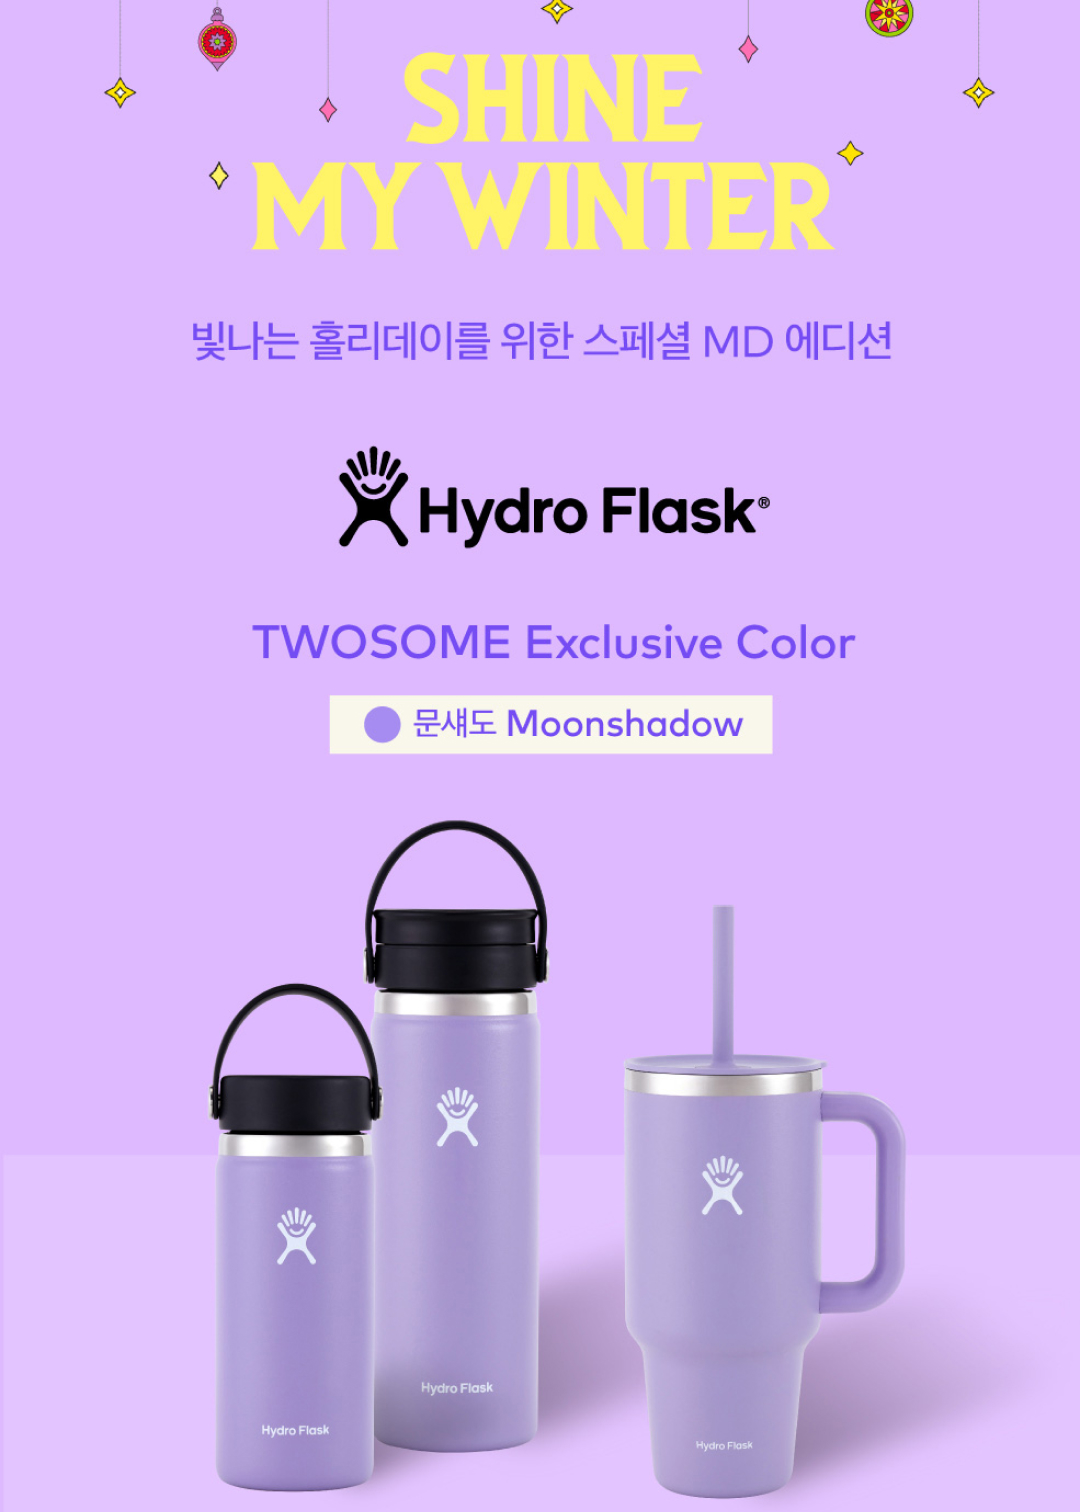 SHINE
MY WINTER
빛나는 홀리데이를 위한 스페셜 MD 에디션
Hydro Flask®
TWOSOME Exclusive Color
문섀도 Moonshadow
Hydro Flask
Hydro Flask
Hydro Flask